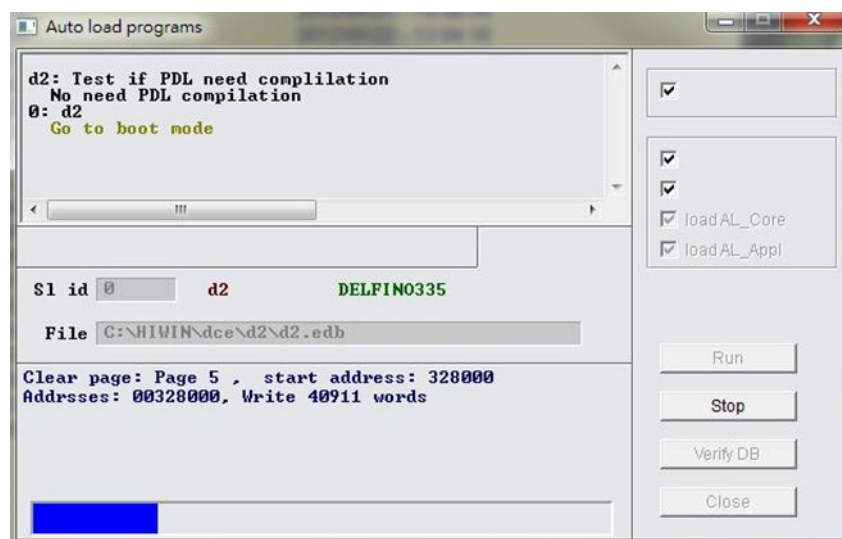 Auto load programs
d2: Test if PDL need complilation
No need PDL compilation
0: d2
Go to boot mode
load AL_Core
load AL_Appl
Sl id 0 d2 DELFINO335
File C:\HIWIN\dce\d2\d2.edb
Clear page: Page 5 , start address: 328000
Addrsses: 00328000, Write 40911 words
Run
Stop
Verify DB
Close